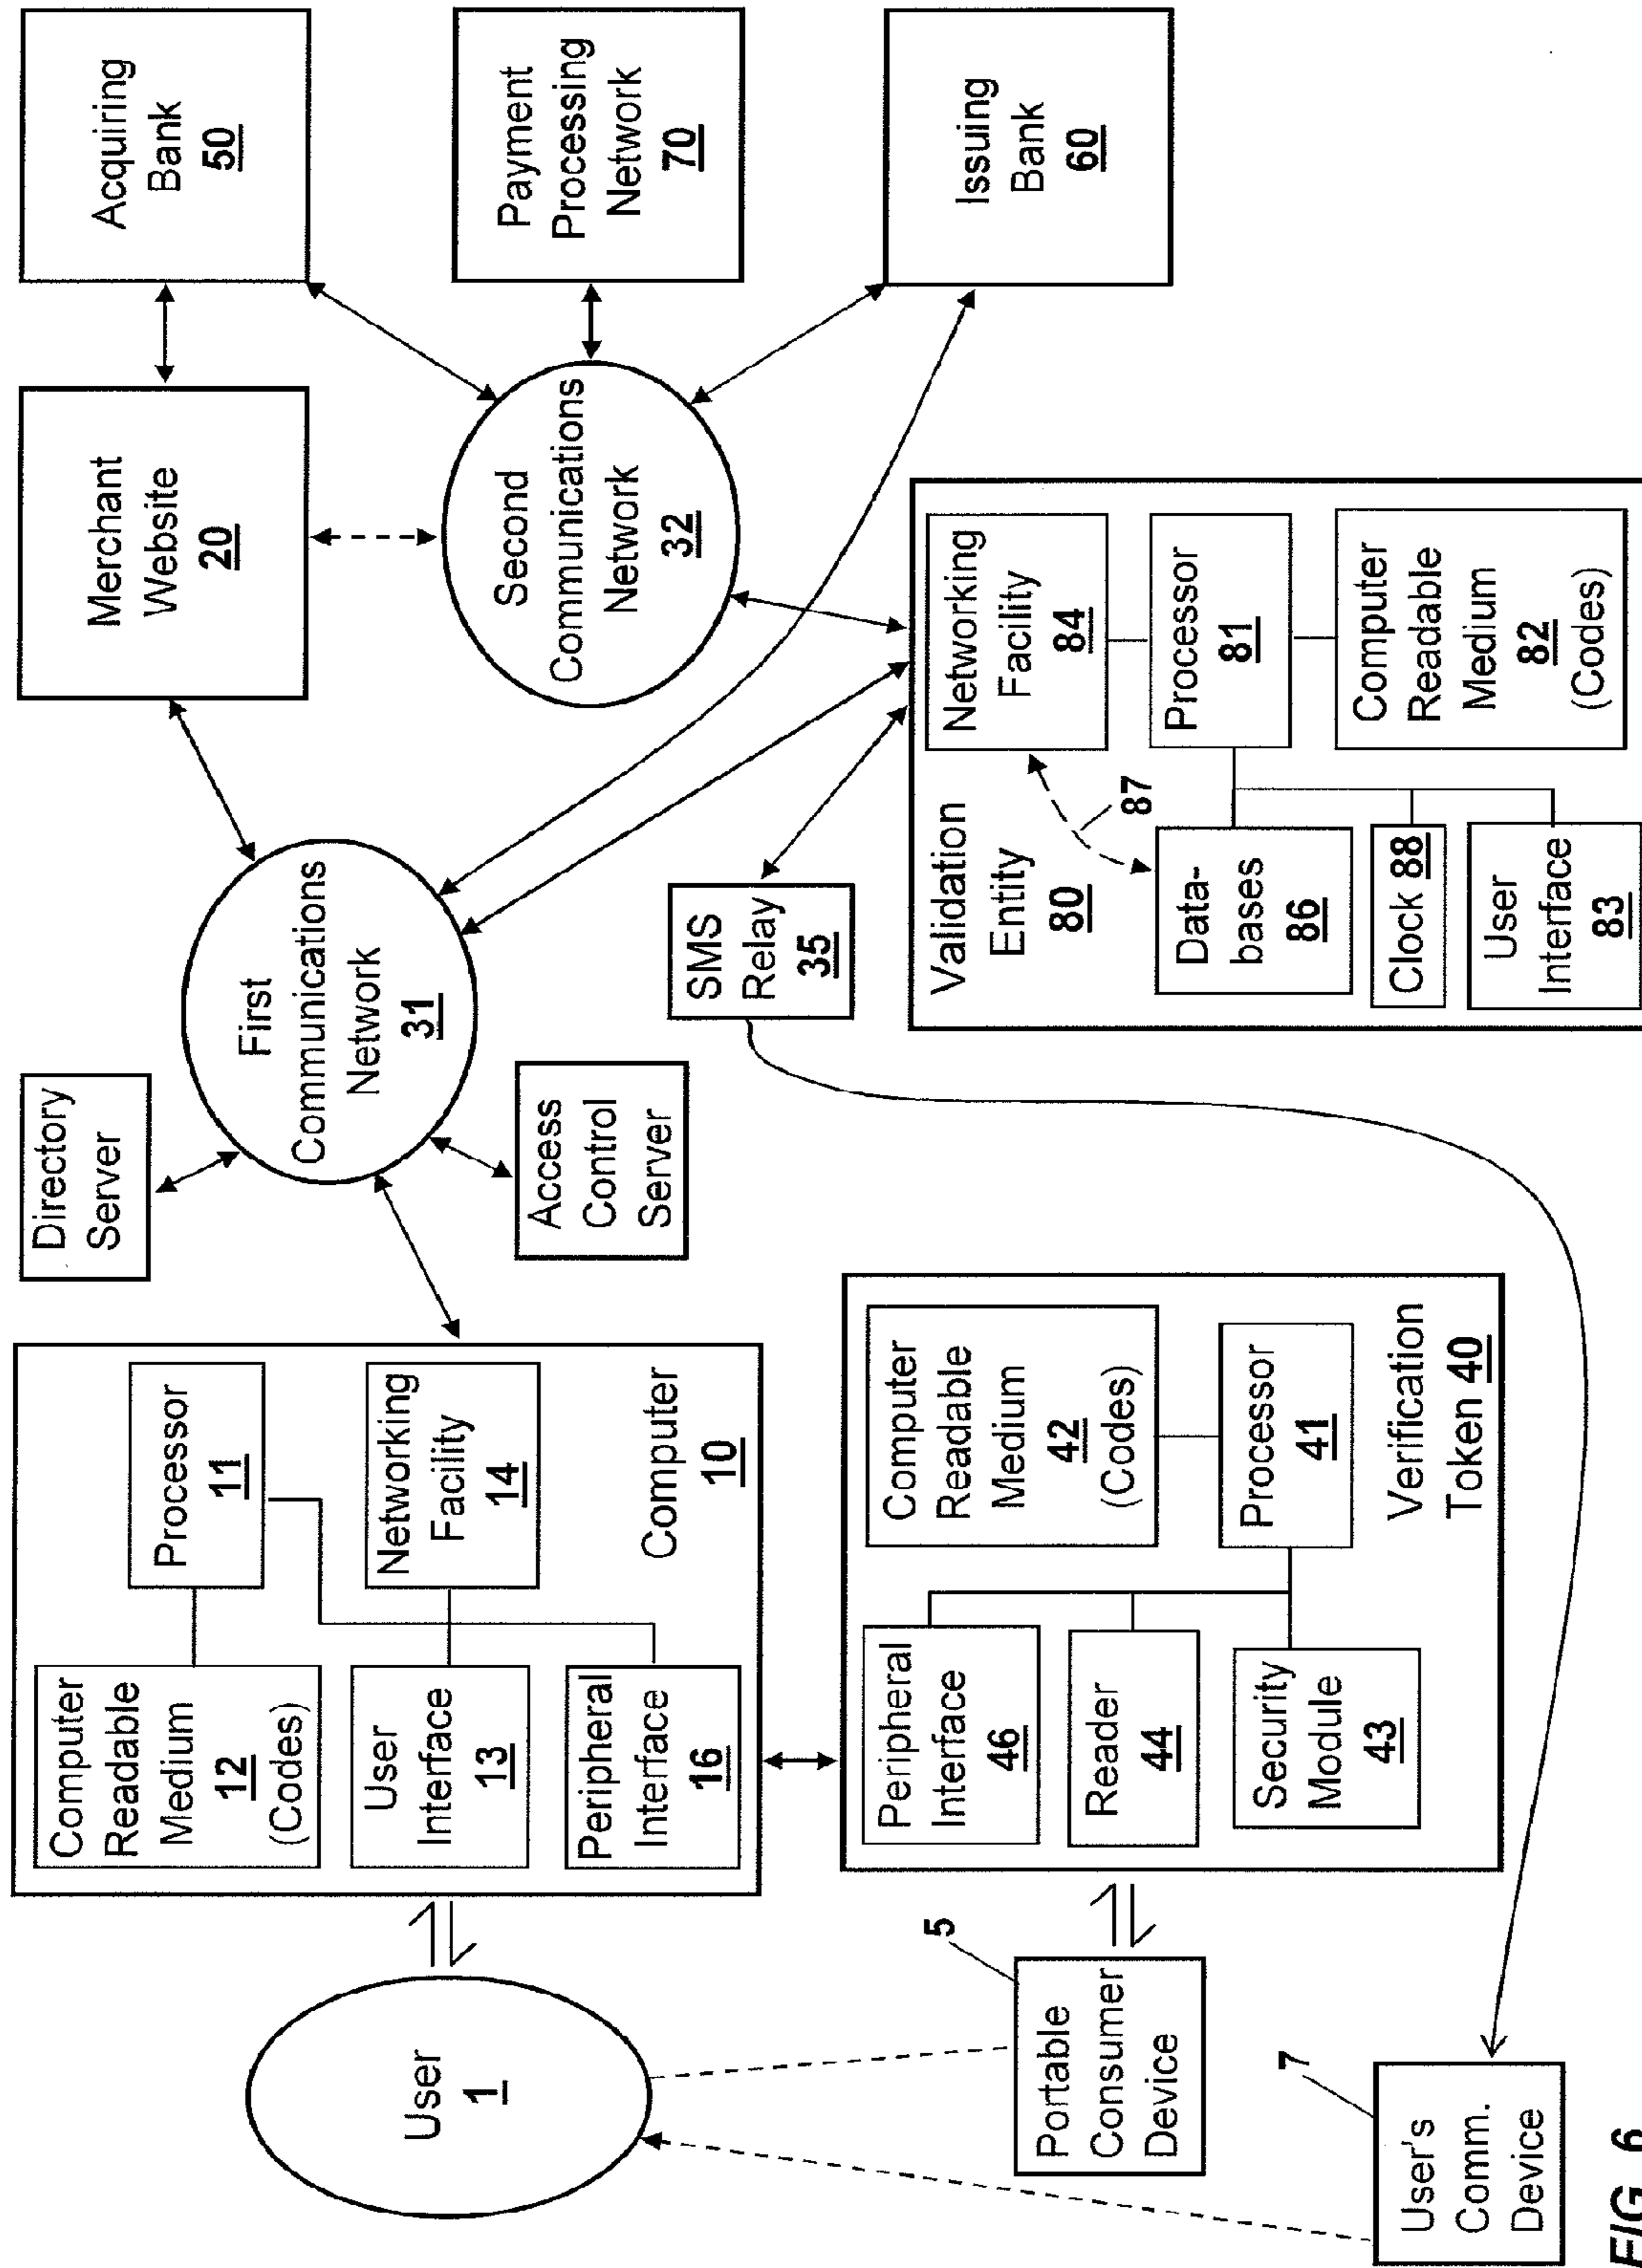 User
1
Computer
Readable
Medium
12
(Codes)
Processor
11
User
Interface
13
Networking
Facility
14
Peripheral
Interface
16
Computer
10
Directory
Server
First
Communications
Network
31
Access
Control
Server
Merchant
Website
20
Acquiring
Bank
50
Second
Communications
Network
32
Payment
Processing
Network
70
Issuing
Bank
60
5
Portable
Consumer
Device
Peripheral
Interface
46
Reader
44
Security
Module
43
Computer
Readable
Medium
42
(Codes)
Processor
41
Verification
Token 40
SMS
Relay
35
Validation
Entity
80
Networking
Facility
84
87
Processor
81
Data-
bases
86
Clock 88
User
Interface
83
Computer
Readable
Medium
82
(Codes)
7
User's
Comm.
Device
FIG. 6